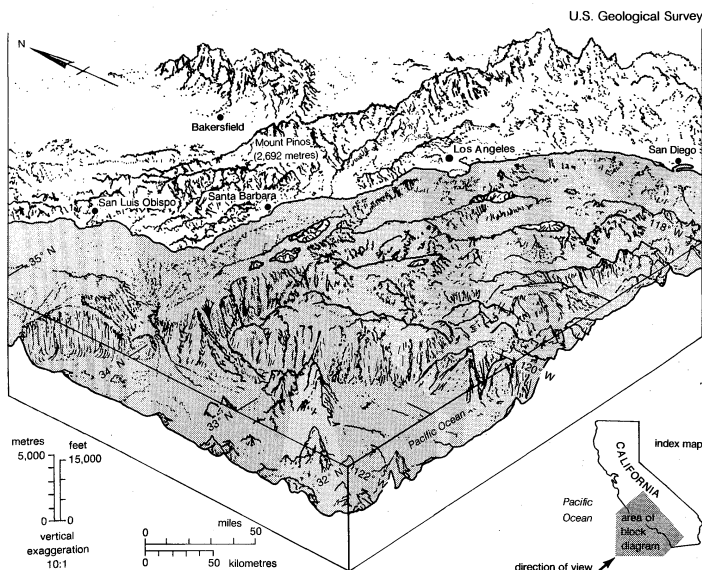 U.S. Geological Survey
N
Bakersfield
Mount Pinos
(2,692 metres)
Los Angeles
San Diego
San Luis Obispo
Santa Barbara
118° W
35° N
34° N
120° W
33° N
Pacific Ocean
32° N
122°
metres feet
5,000 15,000
0 0
vertical
exaggeration
10:1
miles
0 50
0 50
kilometres
CALIFORNIA
index map
Pacific
Ocean
area of
block
diagram
direction of view